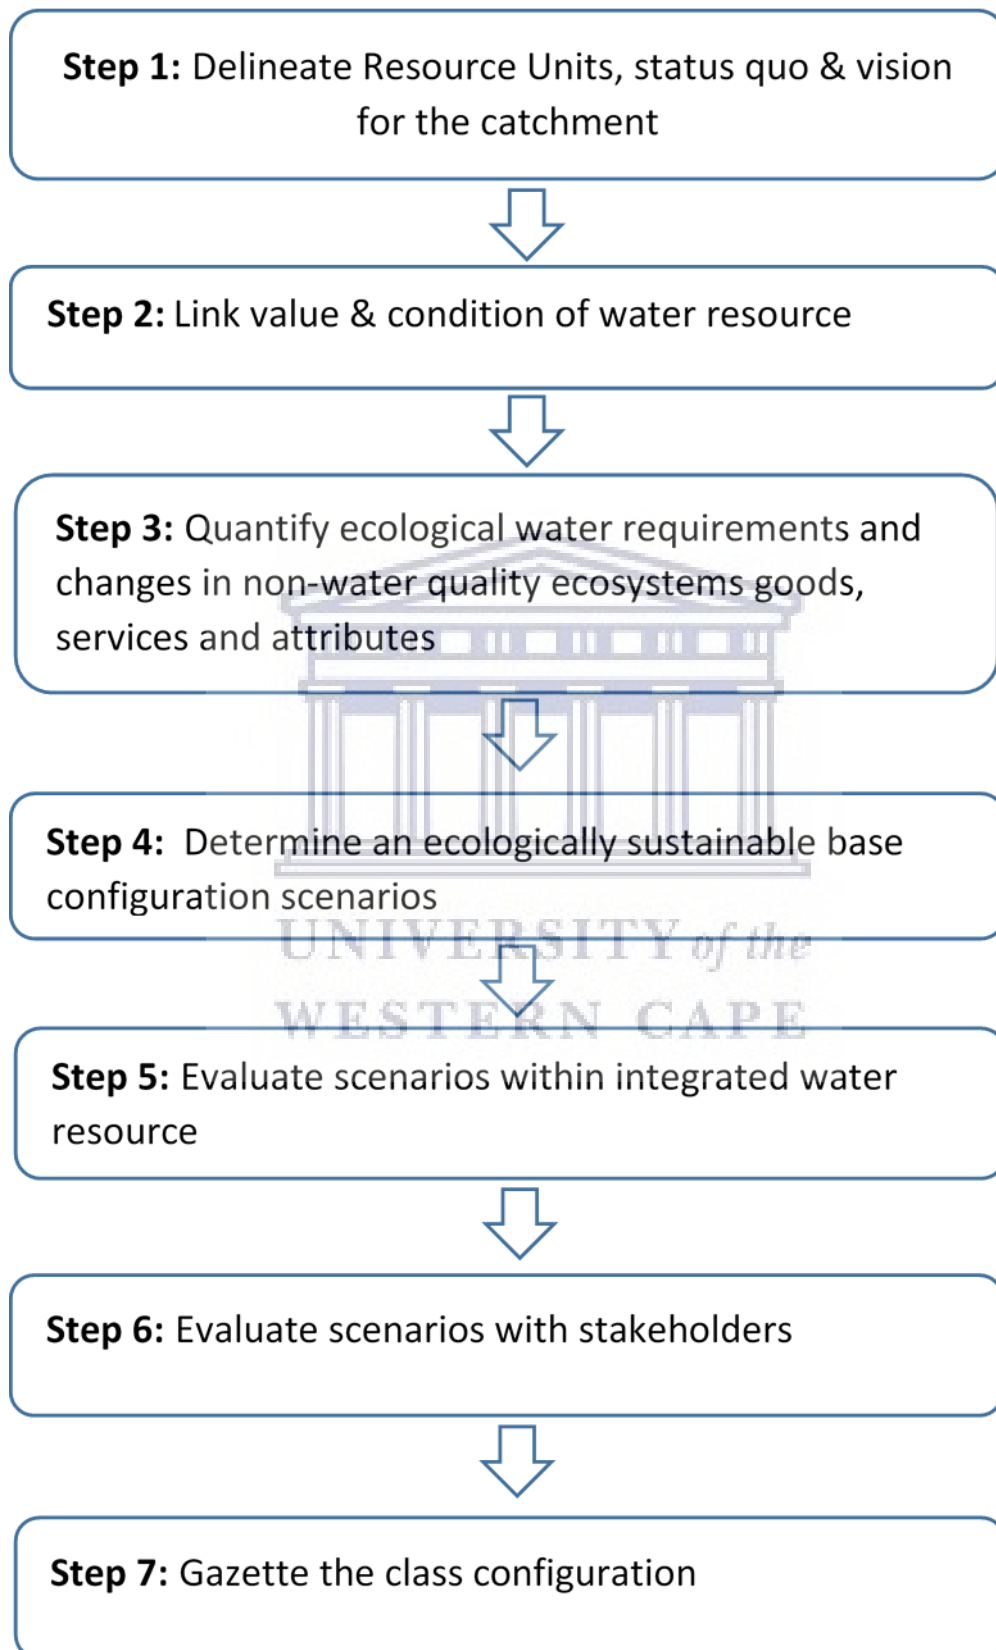 Step 1: Delineate Resource Units, status quo & vision
for the catchment
Step 2: Link value & condition of water resource
Step 3: Quantify ecological water requirements and
changes in non-water quality ecosystems goods,
services and attributes
Step 4:  Determine an ecologically sustainable base
configuration scenarios
UNIVERSITY of the
WESTERN CAPE
Step 5: Evaluate scenarios within integrated water
resource
Step 6: Evaluate scenarios with stakeholders
Step 7: Gazette the class configuration